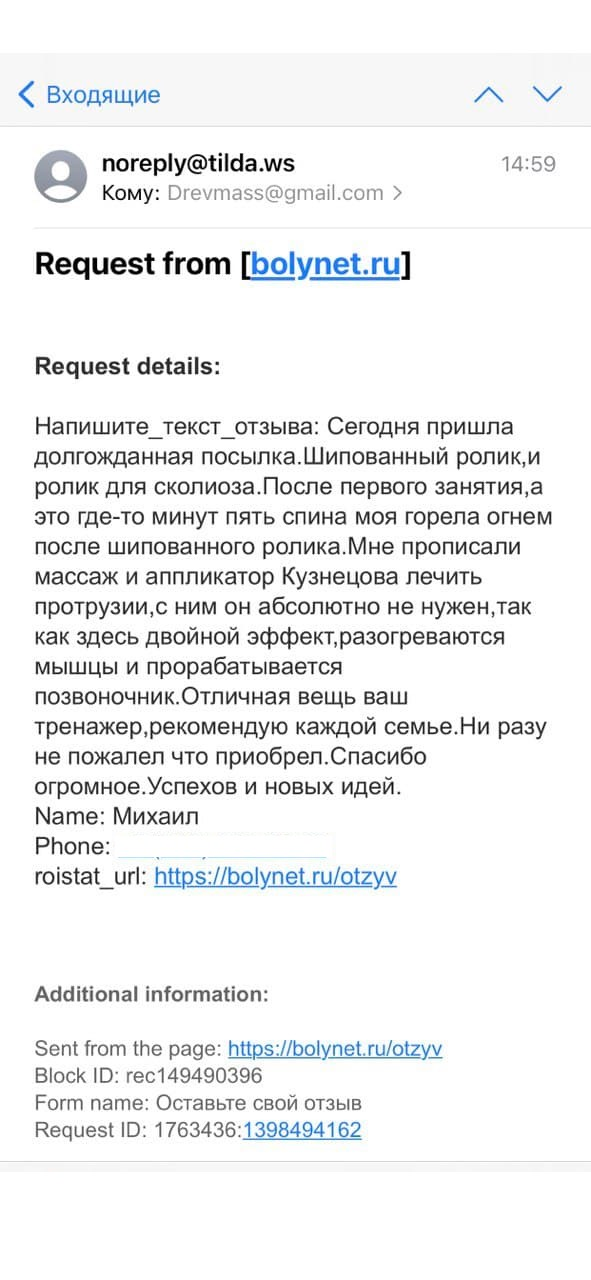 Входящие
noreply@tilda.ws
14:59
Кому: Drevmass@gmail.com
Request from [bolynet.ru]
Request details:
Напишите_текст_отзыва: Сегодня пришла
долгожданная посылка.Шипованный ролик,и
ролик для сколиоза.После первого занятия,а
это где-то минут пять спина моя горела огнем
после шипованного ролика.Мне прописали
массаж и аппликатор Кузнецова лечить
протрузии,с ним он абсолютно не нужен,так
как здесь двойной эффект,разогреваются
мышцы и прорабатывается
позвоночник.Отличная вещь ваш
тренажер,рекомендую каждой семье.Ни разу
не пожалел что приобрел.Спасибо
огромное.Успехов и новых идей.
Name: Михаил
Phone:
roistat_url: https://bolynet.ru/otzyv
Additional information:
Sent from the page: https://bolynet.ru/otzyv
Block ID: rec149490396
Form name: Оставьте свой отзыв
Request ID: 1763436:1398494162